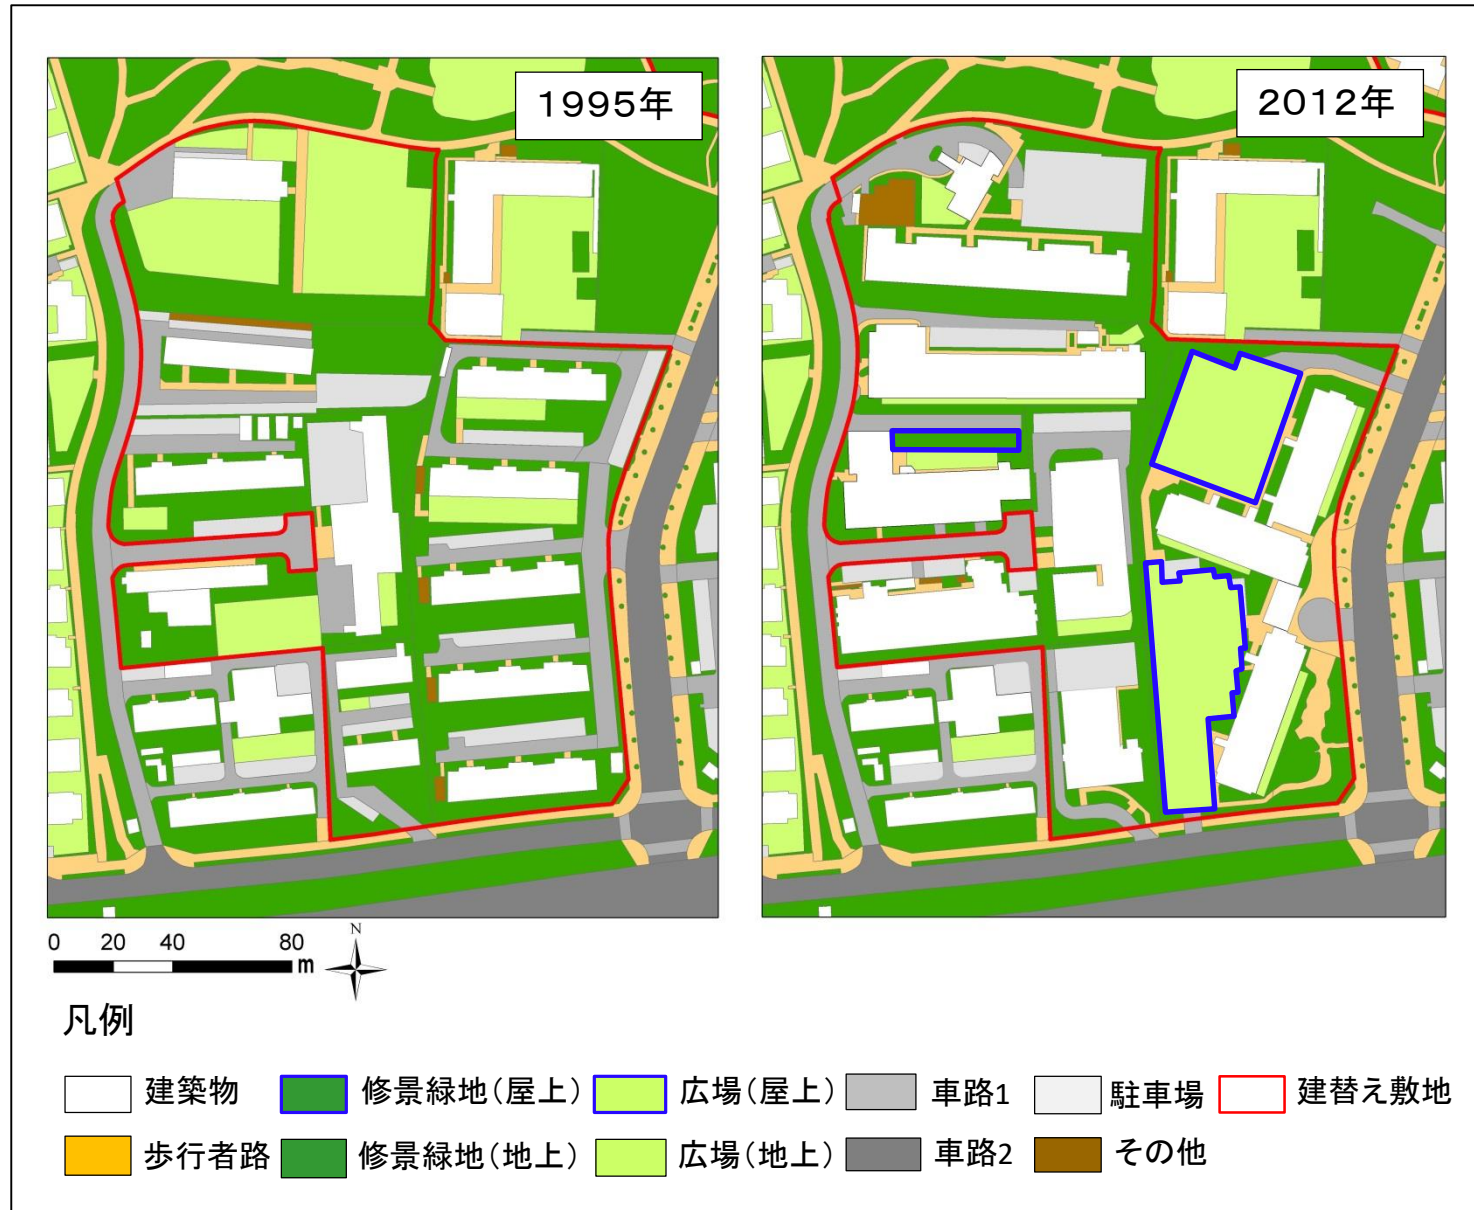 1995年
2012年
0 20 40 80 m
N
凡例
建築物 修景緑地(屋上) 広場(屋上) 車路1 駐車場 建替え敷地
歩行者路 修景緑地(地上) 広場(地上) 車路2 その他